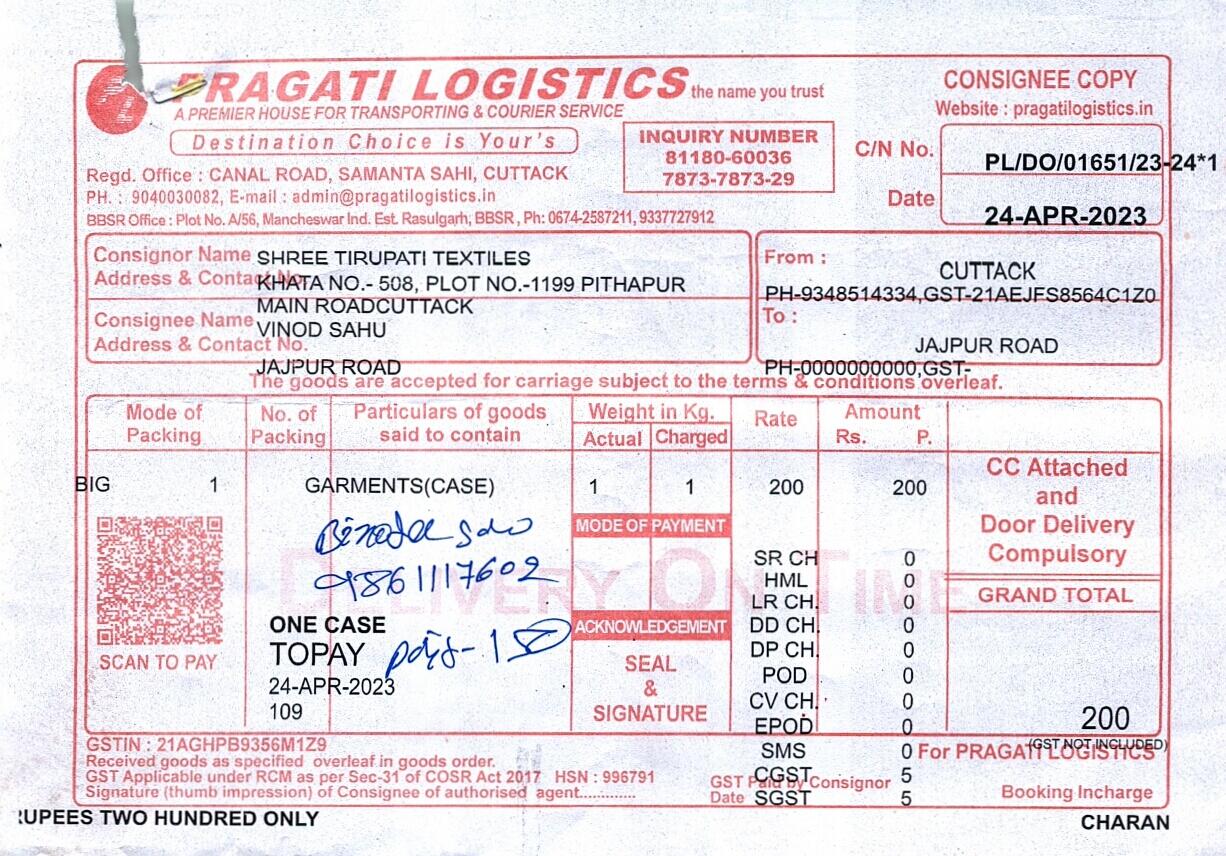 PRAGATI LOGISTICS the name you trust
A PREMIER HOUSE FOR TRANSPORTING & COURIER SERVICE
Destination Choice is Your's
Regd. Office : CANAL ROAD, SAMANTA SAHI, CUTTACK
PH. : 9040030082, E-mail : admin@pragatilogistics.in
BBSR Office : Plot No. A/56, Mancheswar Ind. Est. Rasulgarh, BBSR , Ph: 0674-2587211, 9337727912
INQUIRY NUMBER
81180-60036
7873-7873-29
CONSIGNEE COPY
Website : pragatilogistics.in
C/N No. PL/DO/01651/23-24*1
Date 24-APR-2023
Consignor Name SHREE TIRUPATI TEXTILES
Address & Contact No. KHATA NO.- 508, PLOT NO.-1199 PITHAPUR
MAIN ROADCUTTACK
Consignee Name VINOD SAHU
Address & Contact No.
JAJPUR ROAD
From : CUTTACK
PH-9348514334,GST-21AEJFS8564C1Z0
To :
JAJPUR ROAD
PH-0000000000,GST-
The goods are accepted for carriage subject to the terms & conditions overleaf.
Mode of Packing No. of Packing Particulars of goods said to contain Weight in Kg. Actual Charged Rate Amount Rs. P.
BIG 1 GARMENTS(CASE) 1 1 200 200
CC Attached
and
Door Delivery
Compulsory
GRAND TOTAL
200
(GST NOT INCLUDED)
9861117602
DELIVERY ON TIME
SCAN TO PAY
ONE CASE
TOPAY
24-APR-2023
109
MODE OF PAYMENT
ACKNOWLEDGEMENT
SEAL
&
SIGNATURE
SR CH 0
HML 0
LR CH. 0
DD CH. 0
DP CH. 0
POD 0
CV CH. 0
EPOD 0
SMS 0
CGST 5
SGST 5
GSTIN : 21AGHPB9356M1Z9
Received goods as specified overleaf in goods order.
GST Applicable under RCM as per Sec-31 of COSR Act 2017 HSN : 996791
Signature (thumb impression) of Consignee of authorised agent.............
GST Paid by Consignor
Date
For PRAGATI LOGISTICS
Booking Incharge
RUPEES TWO HUNDRED ONLY
CHARAN